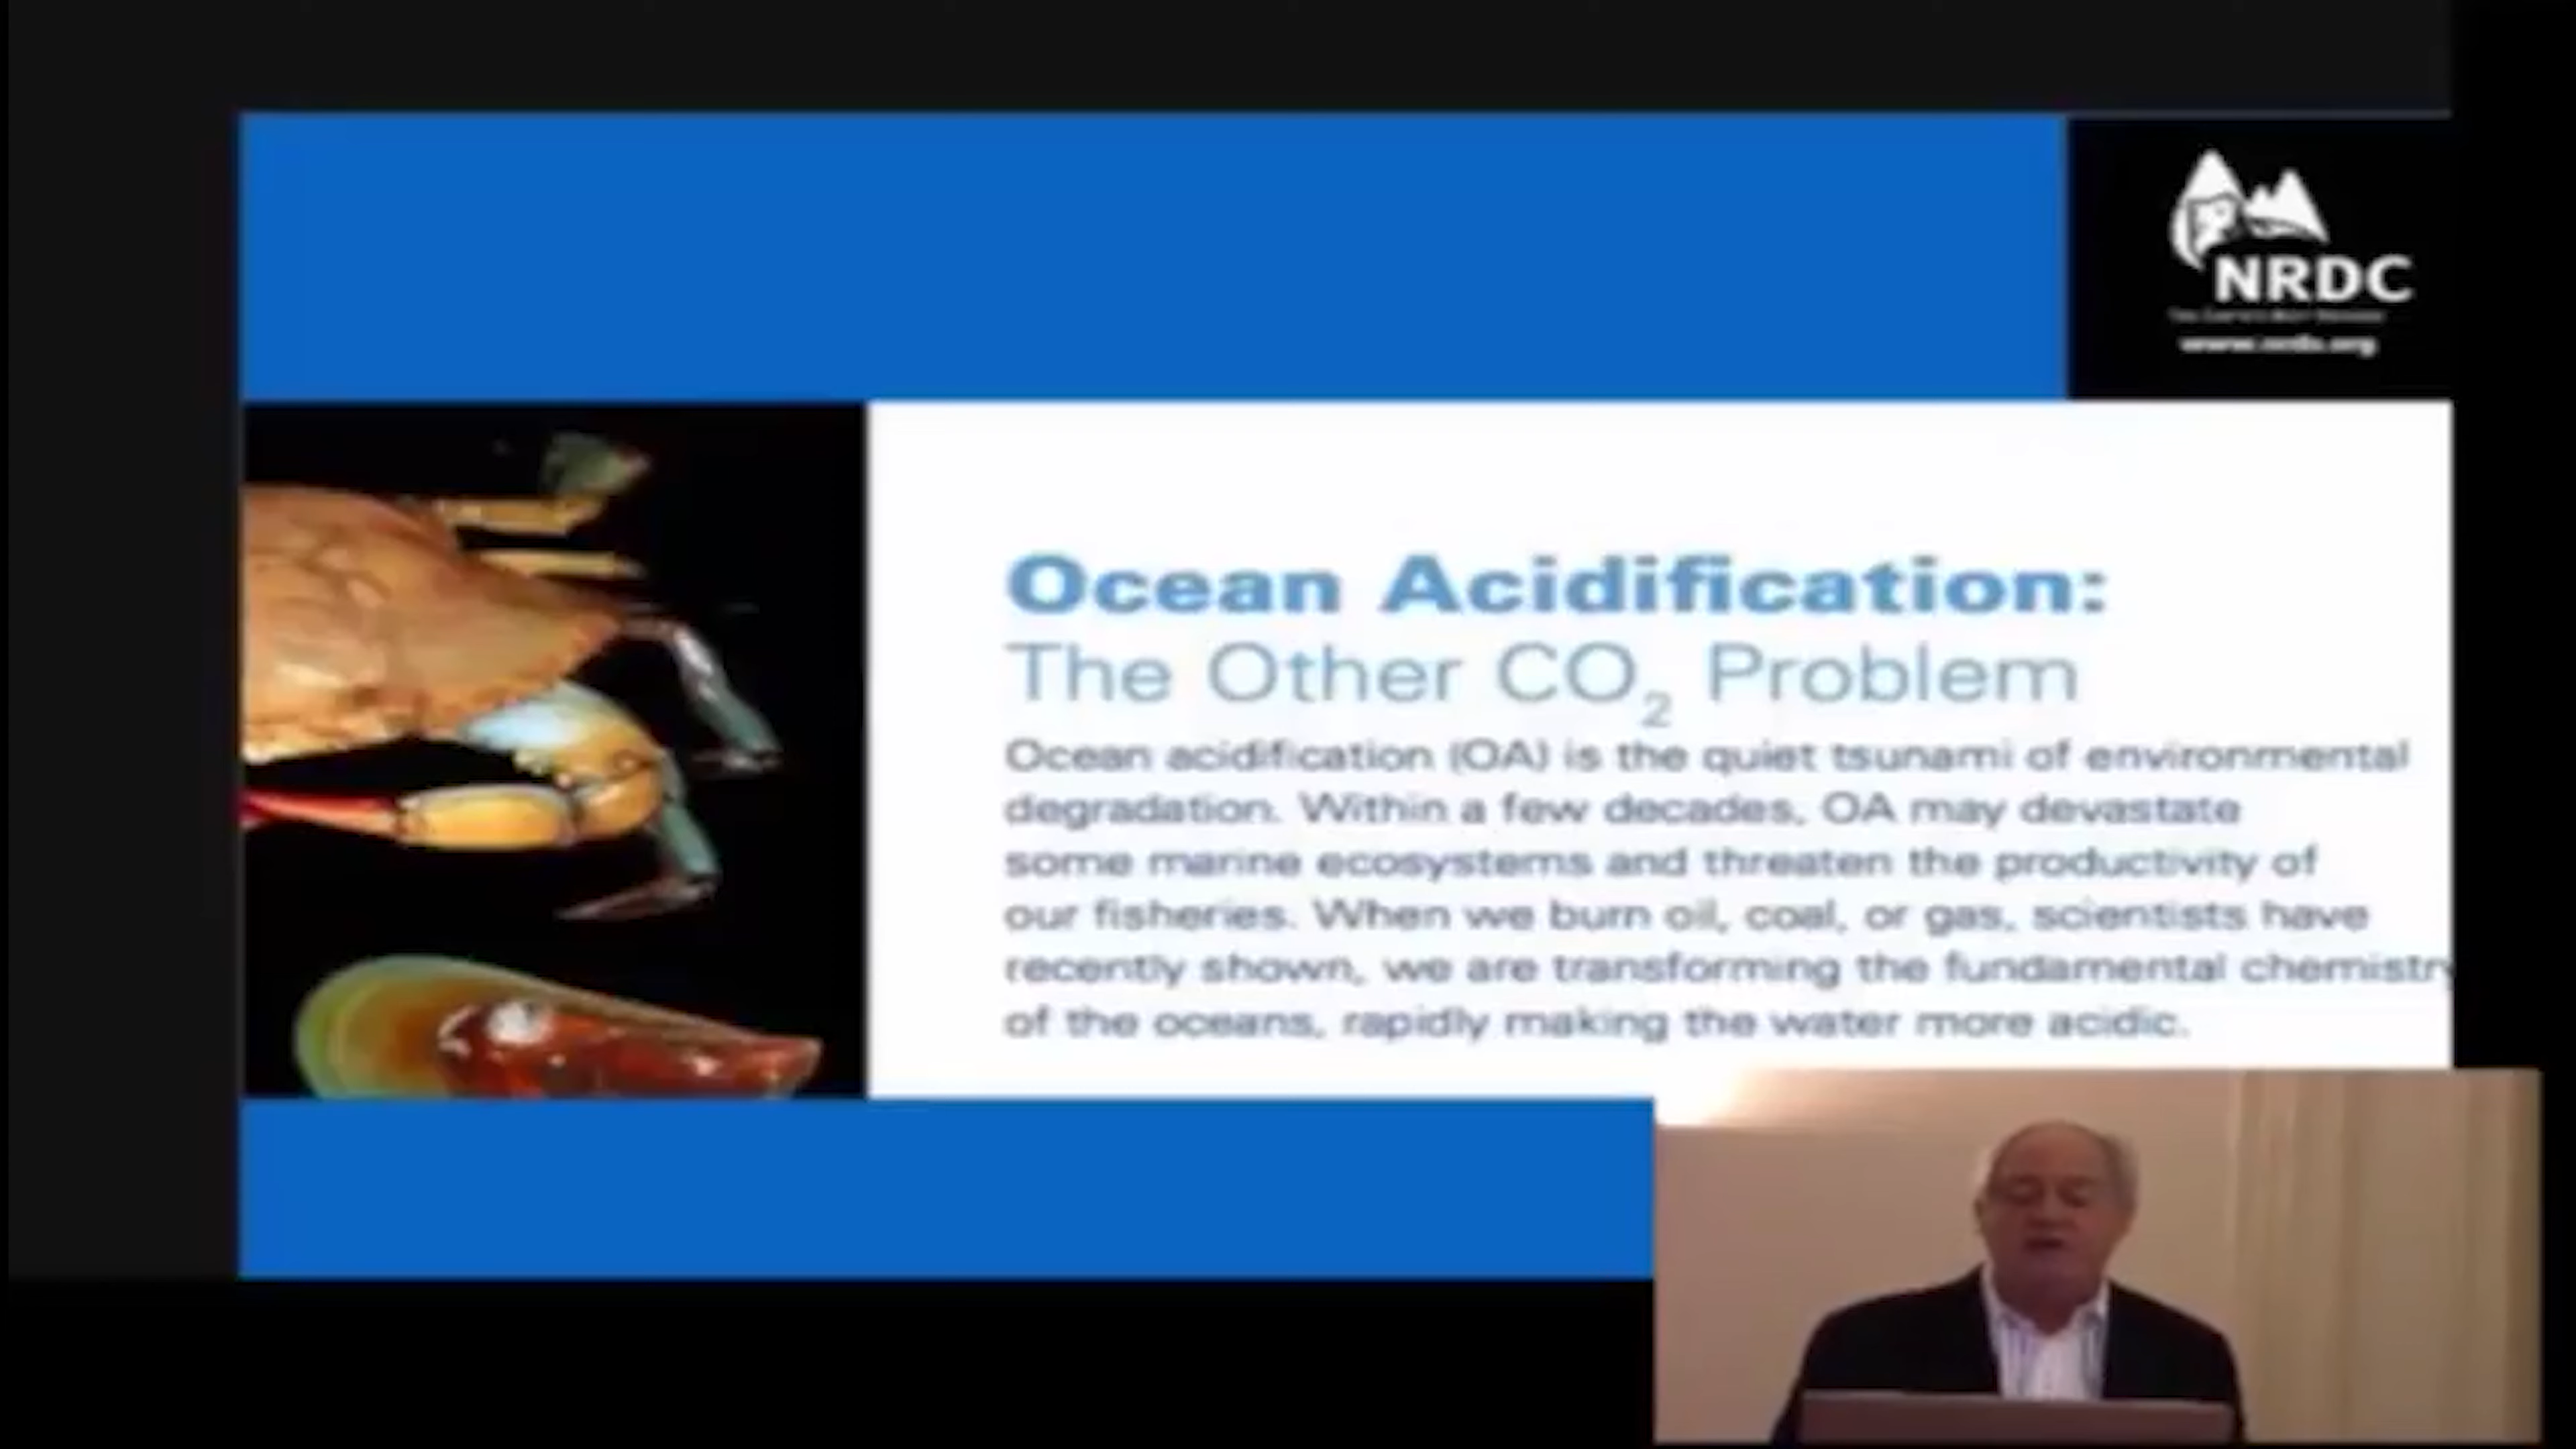 NRDC
www.nrdc.org
Ocean Acidification:
The Other CO2 Problem
Ocean acidification (OA) is the quiet tsunami of environmental
degradation. Within a few decades, OA may devastate
some marine ecosystems and threaten the productivity of
our fisheries. When we burn oil, coal, or gas, scientists have
recently shown, we are transforming the fundamental chemistry
of the oceans, rapidly making the water more acidic.